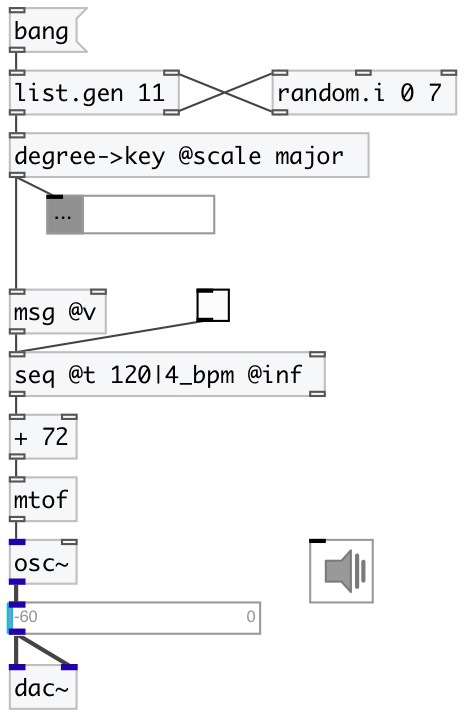 bang
list.gen 11 random.i 0 7
degree->key @scale major
...
msg @v
seq @t 120|4_bpm @inf
+ 72
mtof
osc~
-60 0
dac~